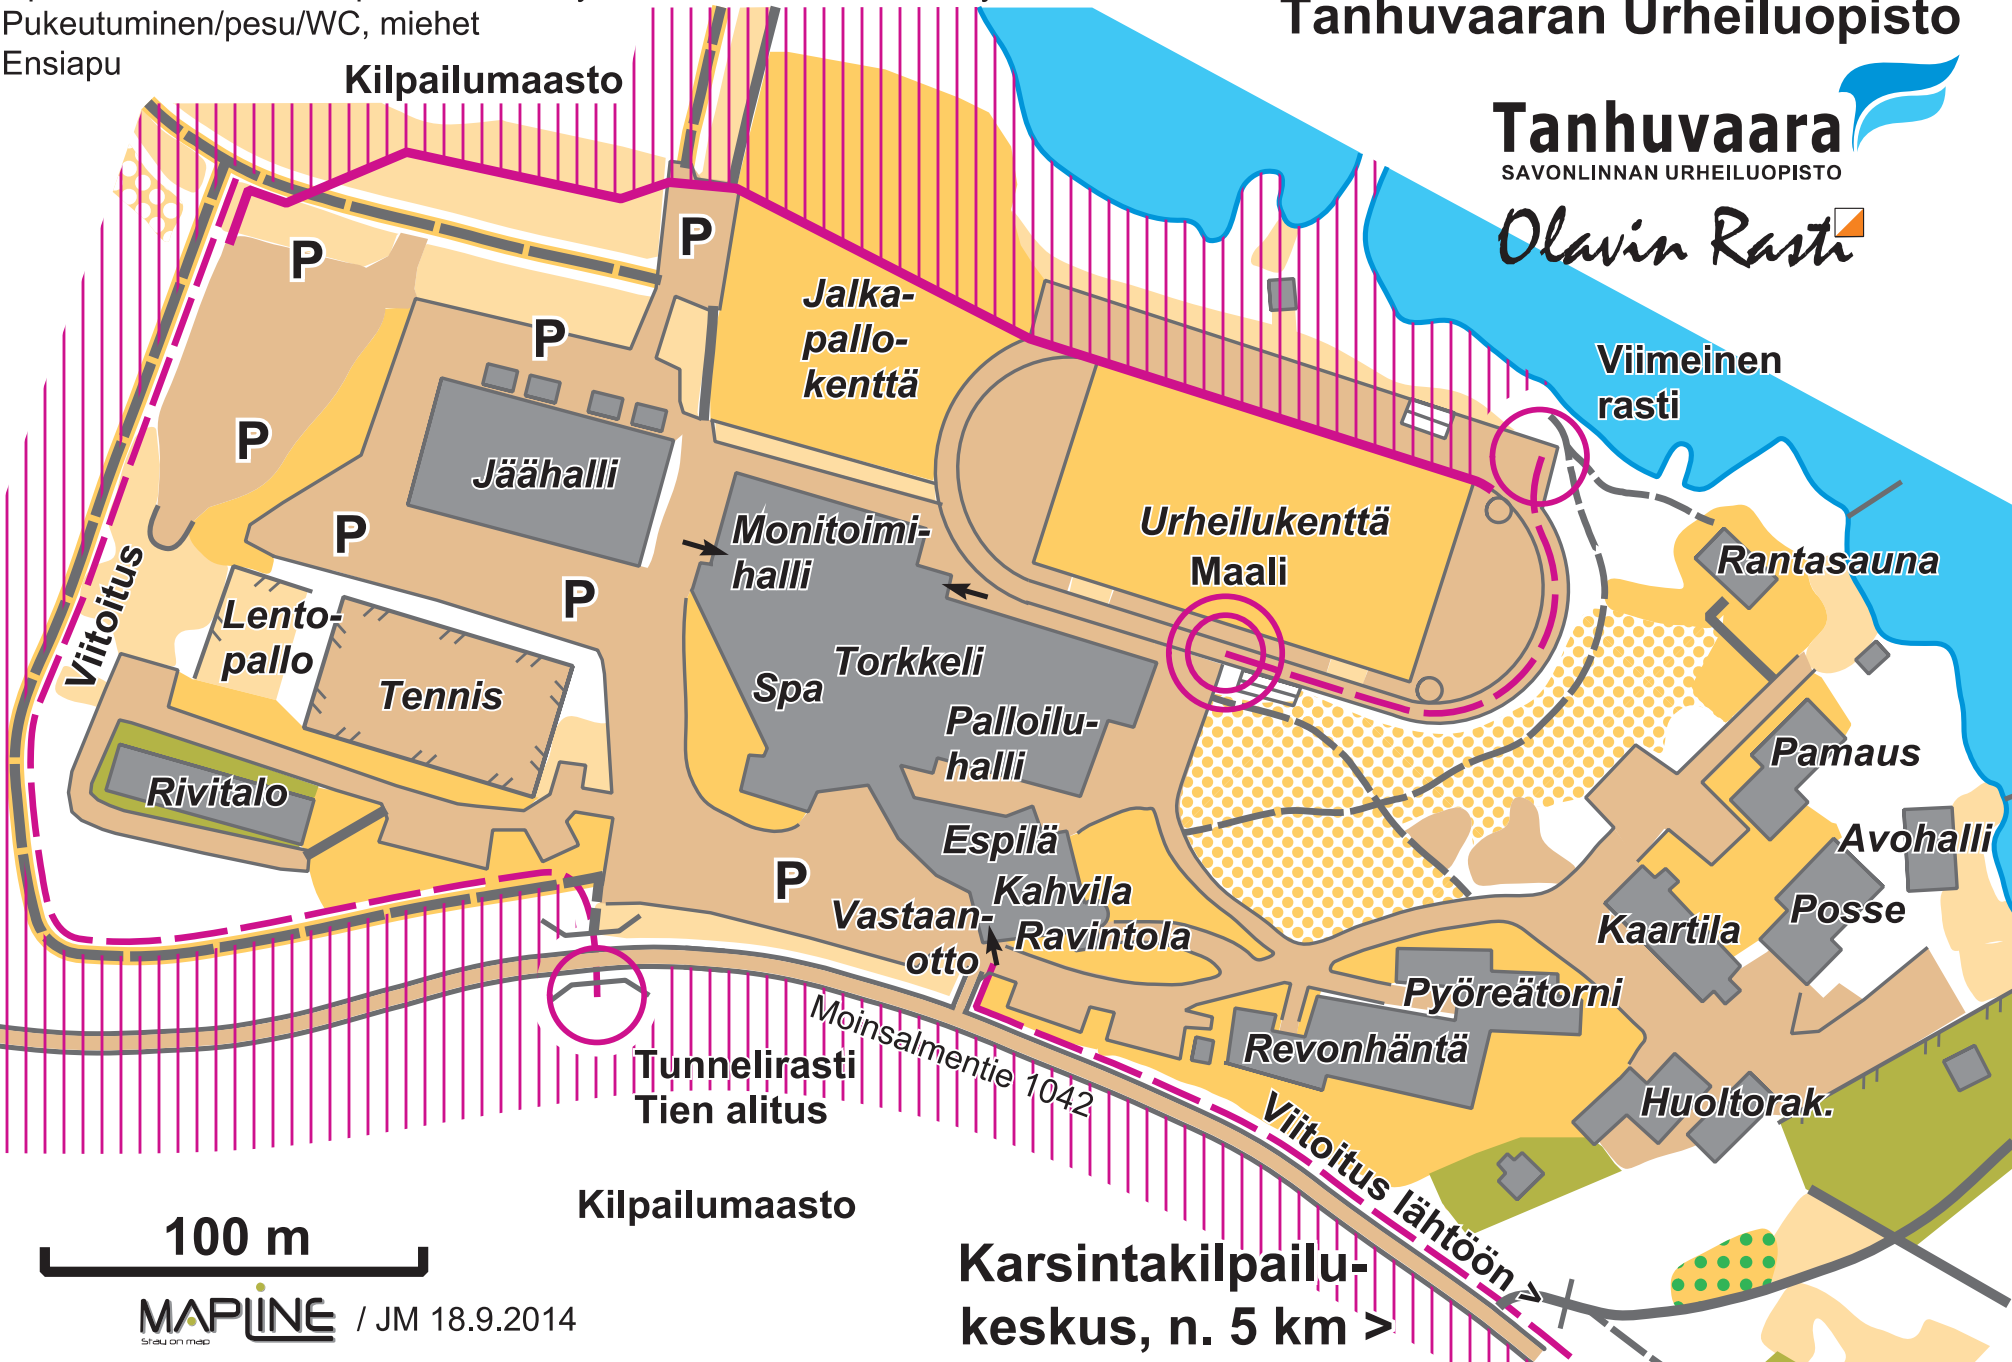 Pukeutuminen/pesu/WC, miehet
Ensiapu
Kilpailumaasto
Tanhuvaaran Urheiluopisto
Tanhuvaara
SAVONLINNAN URHEILUOPISTO
Olavin Rasti
P
P
P
P
P
P
P
Jalka-
pallo-
kenttä
Viimeinen
rasti
Jäähalli
Monitoimi-
halli
Urheilukenttä
Maali
Rantasauna
Viitoitus
Lento-
pallo
Tennis
Torkkeli
Spa
Palloilu-
halli
Rivitalo
Pamaus
Avohalli
Espilä
Kahvila
Ravintola
Vastaan-
otto
Kaartila
Posse
Pyöreätorni
Revonhäntä
Huoltorak.
Moinsalmentie 1042
Tunnelirasti
Tien alitus
Viitoitus lähtöön >
Kilpailumaasto
Karsintakilpailu-
keskus, n. 5 km >
100 m
MAPLINE
Stay on map
/ JM 18.9.2014